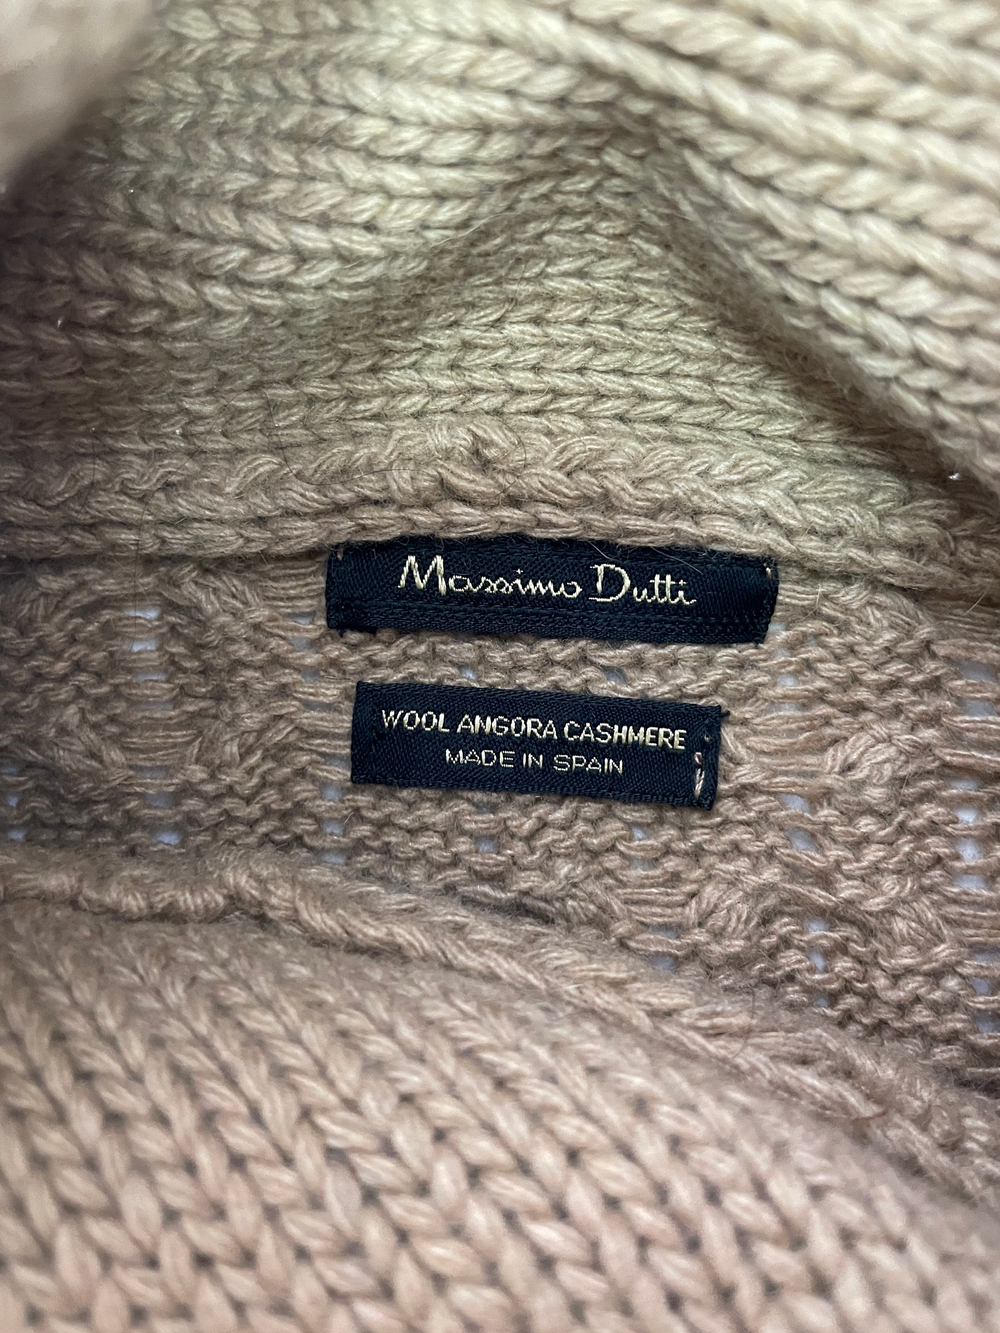 Massimo Dutti
WOOL ANGORA CASHMERE
MADE IN SPAIN